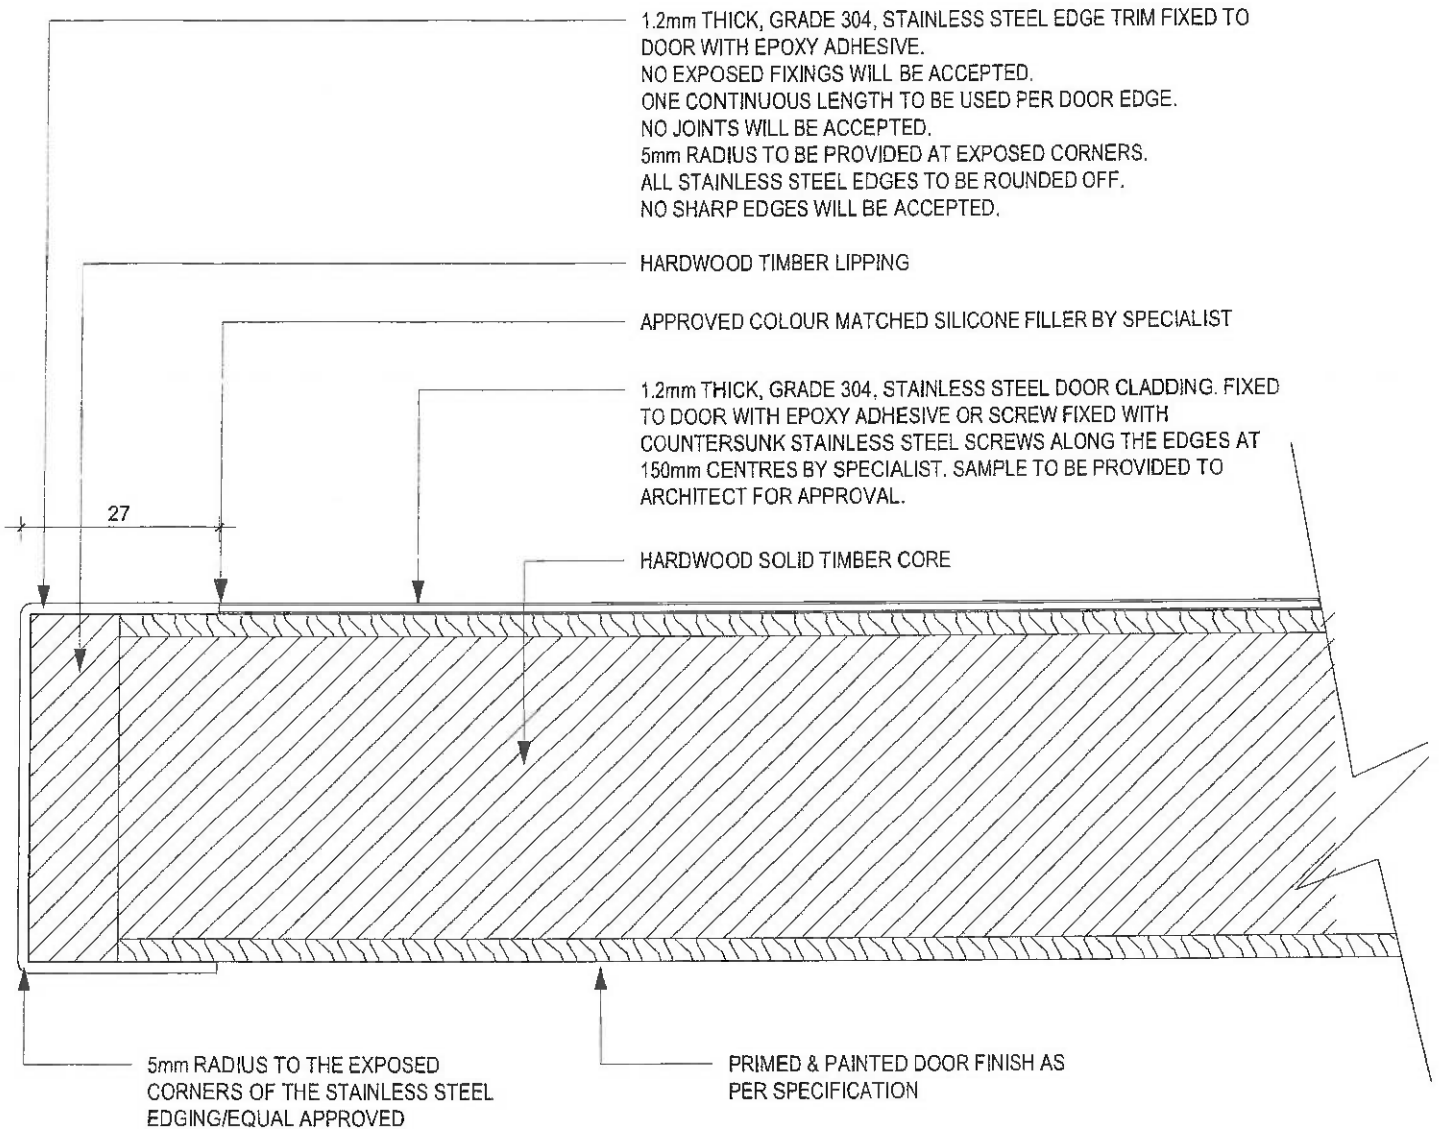 1.2mm THICK, GRADE 304, STAINLESS STEEL EDGE TRIM FIXED TO
DOOR WITH EPOXY ADHESIVE.
NO EXPOSED FIXINGS WILL BE ACCEPTED.
ONE CONTINUOUS LENGTH TO BE USED PER DOOR EDGE.
NO JOINTS WILL BE ACCEPTED.
5mm RADIUS TO BE PROVIDED AT EXPOSED CORNERS.
ALL STAINLESS STEEL EDGES TO BE ROUNDED OFF.
NO SHARP EDGES WILL BE ACCEPTED.
HARDWOOD TIMBER LIPPING
APPROVED COLOUR MATCHED SILICONE FILLER BY SPECIALIST
1.2mm THICK, GRADE 304, STAINLESS STEEL DOOR CLADDING. FIXED
TO DOOR WITH EPOXY ADHESIVE OR SCREW FIXED WITH
COUNTERSUNK STAINLESS STEEL SCREWS ALONG THE EDGES AT
150mm CENTRES BY SPECIALIST. SAMPLE TO BE PROVIDED TO
ARCHITECT FOR APPROVAL.
27
HARDWOOD SOLID TIMBER CORE
5mm RADIUS TO THE EXPOSED
CORNERS OF THE STAINLESS STEEL
EDGING/EQUAL APPROVED
PRIMED & PAINTED DOOR FINISH AS
PER SPECIFICATION